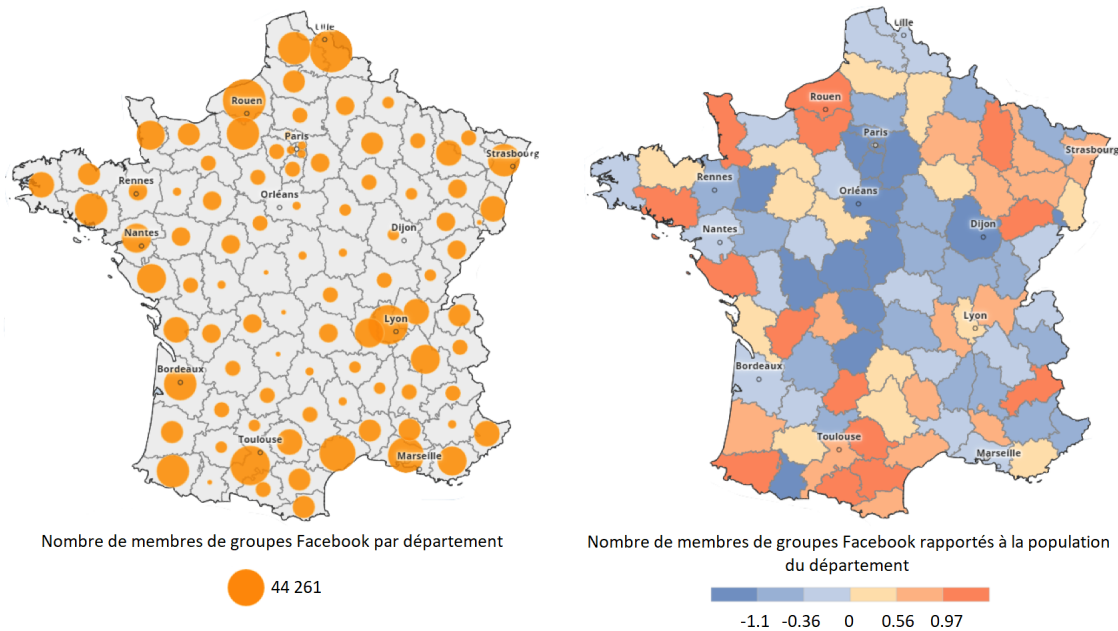 Lille
Rouen
Paris
Strasbourg
Rennes
Orléans
Nantes
Dijon
Lyon
Bordeaux
Toulouse
Marseille
Nombre de membres de groupes Facebook par département
44 261
Lille
Rouen
Paris
Strasbourg
Rennes
Orléans
Nantes
Dijon
Lyon
Bordeaux
Toulouse
Marseille
Nombre de membres de groupes Facebook rapportés à la population
du département
-1.1 -0.36 0 0.56 0.97